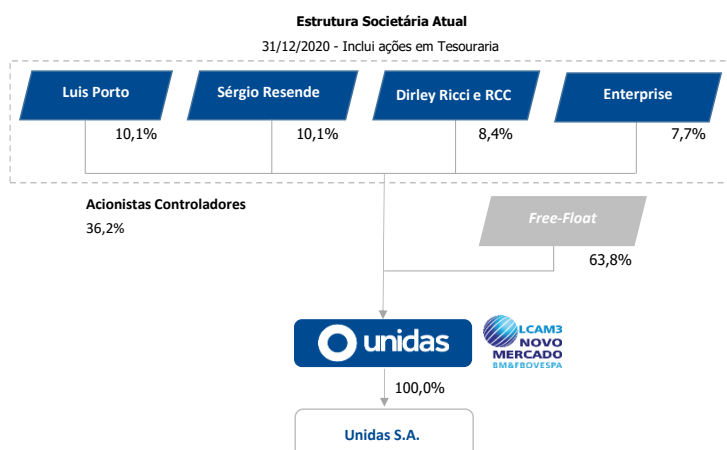 Estrutura Societária Atual
31/12/2020 - Inclui ações em Tesouraria
Luis Porto
Sérgio Resende
Dirley Ricci e RCC
Enterprise
10,1%
10,1%
8,4%
7,7%
Acionistas Controladores
36,2%
Free-Float
63,8%
unidas
LCAM3
NOVO
MERCADO
BM&FBOVESPA
100,0%
Unidas S.A.